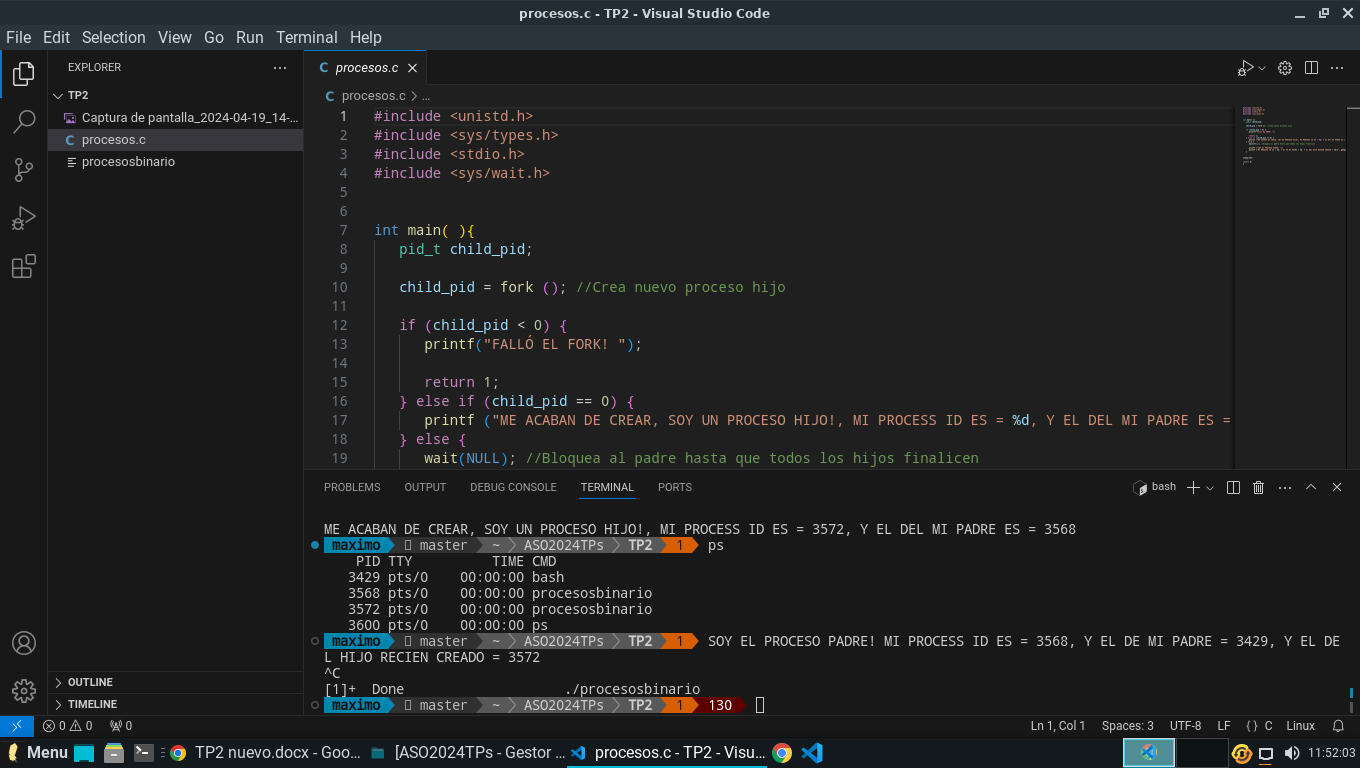 procesos.c - TP2 - Visual Studio Code
File Edit Selection View Go Run Terminal Help
EXPLORER
TP2
Captura de pantalla_2024-04-19_14-...
C procesos.c
procesosbinario
OUTLINE
TIMELINE
C procesos.c
C procesos.c > ...
1 #include <unistd.h>
2 #include <sys/types.h>
3 #include <stdio.h>
4 #include <sys/wait.h>
5
6
7 int main( ){
8 pid_t child_pid;
9
10 child_pid = fork (); //Crea nuevo proceso hijo
11
12 if (child_pid < 0) {
13 printf("FALLÓ EL FORK! ");
14
15 return 1;
16 } else if (child_pid == 0) {
17 printf ("ME ACABAN DE CREAR, SOY UN PROCESO HIJO!, MI PROCESS ID ES = %d, Y EL DEL MI PADRE ES =
18 } else {
19 wait(NULL); //Bloquea al padre hasta que todos los hijos finalicen
PROBLEMS OUTPUT DEBUG CONSOLE TERMINAL PORTS
bash
ME ACABAN DE CREAR, SOY UN PROCESO HIJO!, MI PROCESS ID ES = 3572, Y EL DEL MI PADRE ES = 3568
maximo master ~ ASO2024TPs TP2 1 ps
PID TTY TIME CMD
3429 pts/0 00:00:00 bash
3568 pts/0 00:00:00 procesosbinario
3572 pts/0 00:00:00 procesosbinario
3600 pts/0 00:00:00 ps
maximo master ~ ASO2024TPs TP2 1 SOY EL PROCESO PADRE! MI PROCESS ID ES = 3568, Y EL DE MI PADRE = 3429, Y EL DE
L HIJO RECIEN CREADO = 3572
^C
[1]+ Done ./procesosbinario
maximo master ~ ASO2024TPs TP2 1 130
0 0 0 Ln 1, Col 1 Spaces: 3 UTF-8 LF { } C Linux
Menu TP2 nuevo.docx - Goo... [ASO2024TPs - Gestor ... procesos.c - TP2 - Visu... 11:52:03